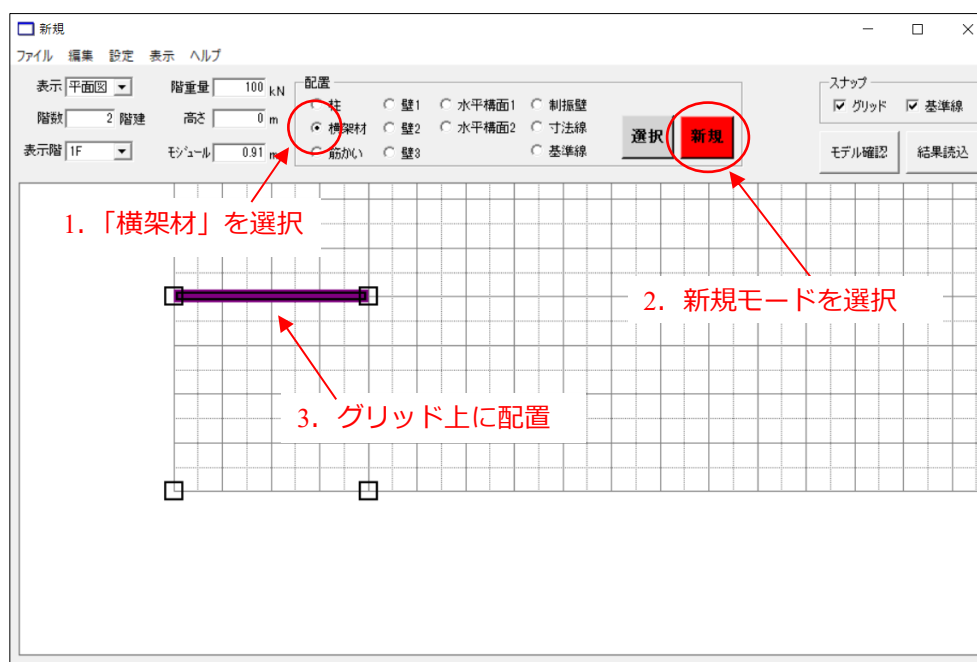 新規
ファイル 編集 設定 表示 ヘルプ
表示 平面図 階重量 100 kN 配置 スナップ
柱 壁1 水平構面1 制振壁 グリッド 基準線
階数 2 階建 高さ 0 m 横架材 壁2 水平構面2 寸法線 選択 新規
表示階 1F モジュール 0.91 m 筋かい 壁3 基準線 モデル確認 結果読込
1.「横架材」を選択
2. 新規モードを選択
3. グリッド上に配置